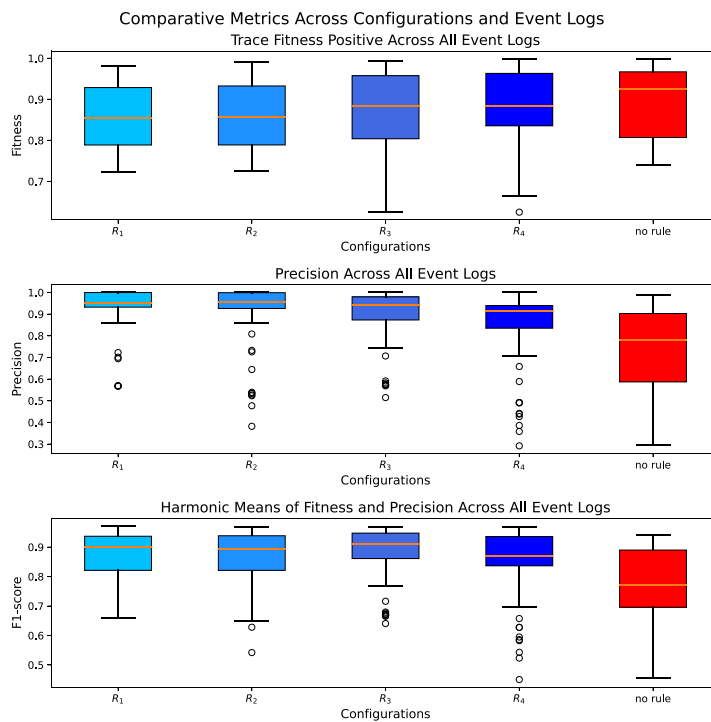 Comparative Metrics Across Configurations and Event Logs
Trace Fitness Positive Across All Event Logs
1.0
0.9
0.8
0.7
Fitness
R1 R2 R3 R4 no rule
Configurations
Precision Across All Event Logs
1.0
0.9
0.8
0.7
0.6
0.5
0.4
0.3
Precision
R1 R2 R3 R4 no rule
Configurations
Harmonic Means of Fitness and Precision Across All Event Logs
0.9
0.8
0.7
0.6
0.5
F1-score
R1 R2 R3 R4 no rule
Configurations